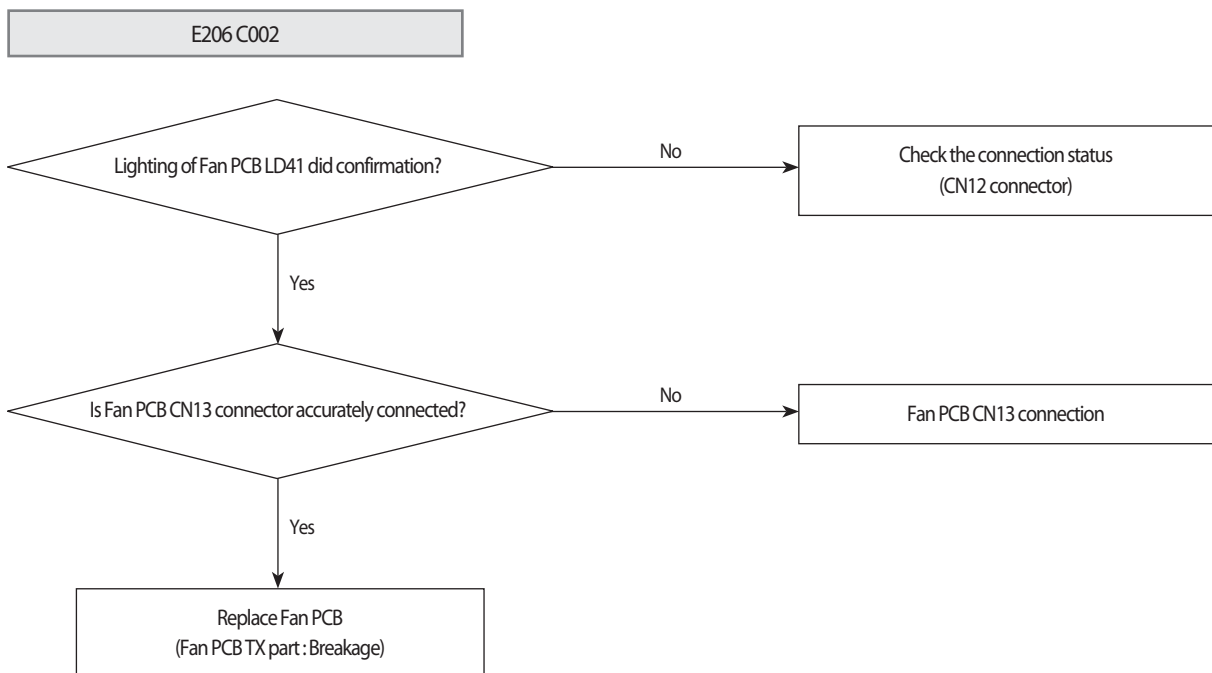 E206 C002
Lighting of Fan PCB LD41 did confirmation?
No
Check the connection status
(CN12 connector)
Yes
Is Fan PCB CN13 connector accurately connected?
No
Fan PCB CN13 connection
Yes
Replace Fan PCB
(Fan PCB TX part : Breakage)